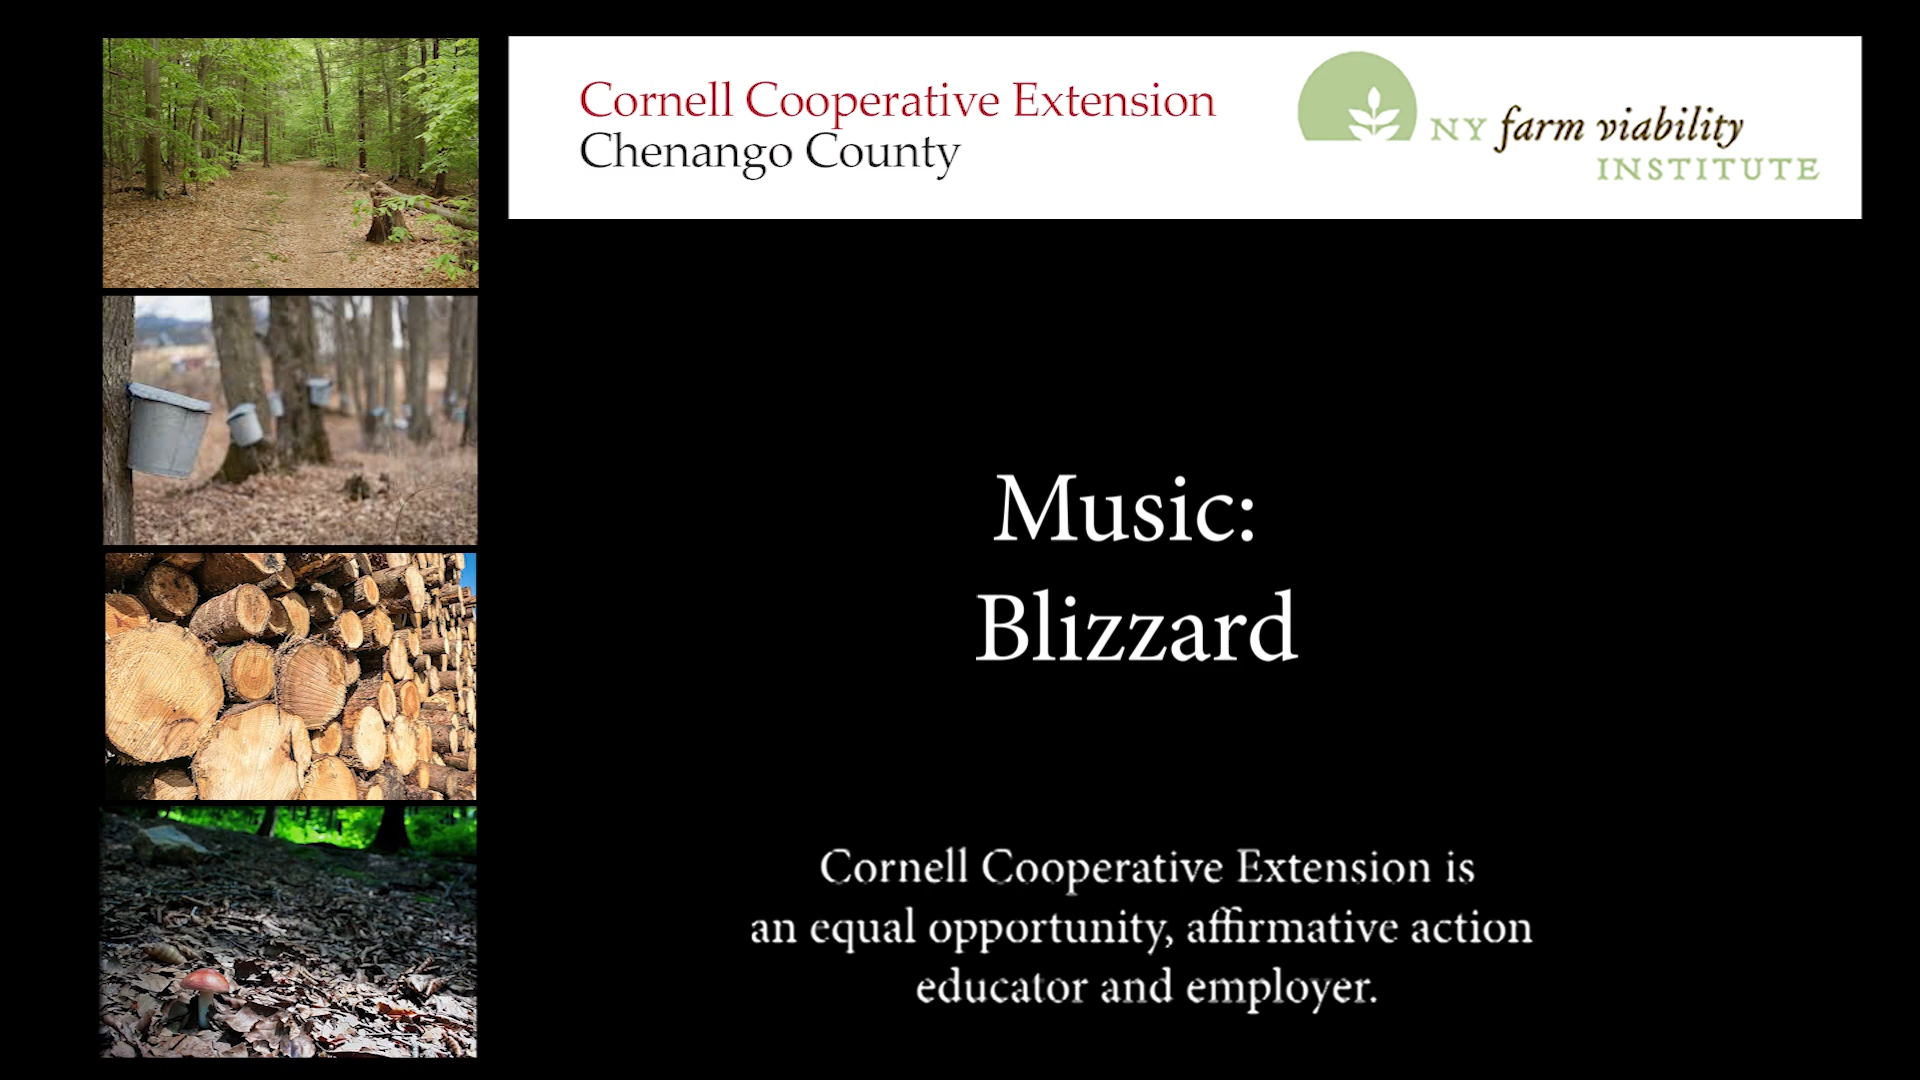 Cornell Cooperative Extension
Chenango County
NY farm viability
INSTITUTE
Music:
Blizzard
Cornell Cooperative Extension is
an equal opportunity, affirmative action
educator and employer.